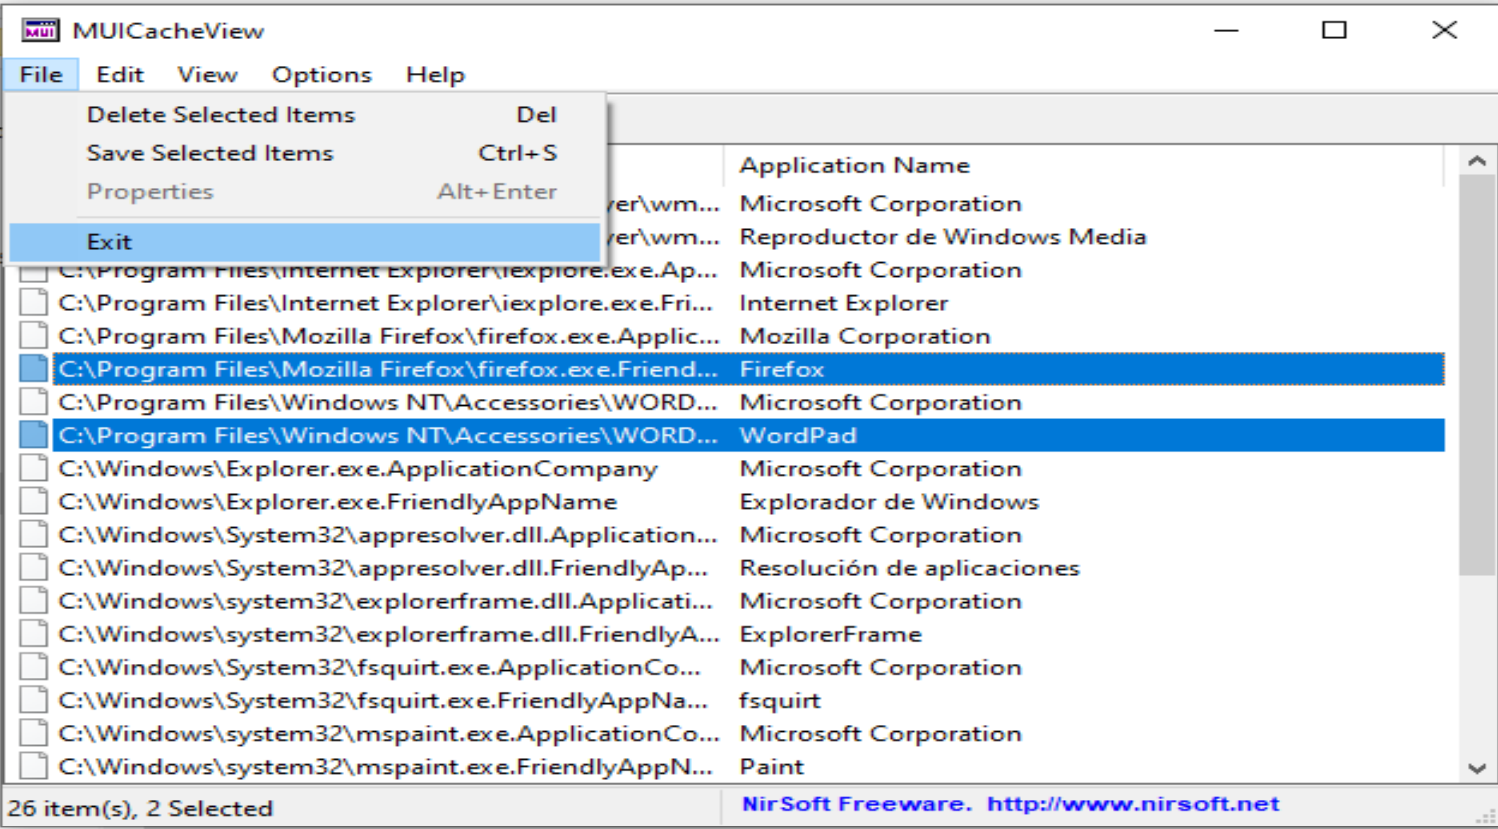 MUI MUICacheView
File Edit View Options Help
Delete Selected Items Del
Save Selected Items Ctrl+S
Properties Alt+Enter
Exit
Application Name
er\wm... Microsoft Corporation
er\wm... Reproductor de Windows Media
C:\Program Files\Internet Explorer\iexplore.exe.Ap... Microsoft Corporation
C:\Program Files\Internet Explorer\iexplore.exe.Fri... Internet Explorer
C:\Program Files\Mozilla Firefox\firefox.exe.Applic... Mozilla Corporation
C:\Program Files\Mozilla Firefox\firefox.exe.Friend... Firefox
C:\Program Files\Windows NT\Accessories\WORD... Microsoft Corporation
C:\Program Files\Windows NT\Accessories\WORD... WordPad
C:\Windows\Explorer.exe.ApplicationCompany Microsoft Corporation
C:\Windows\Explorer.exe.FriendlyAppName Explorador de Windows
C:\Windows\System32\appresolver.dll.Application... Microsoft Corporation
C:\Windows\System32\appresolver.dll.FriendlyAp... Resolución de aplicaciones
C:\Windows\system32\explorerframe.dll.Applicati... Microsoft Corporation
C:\Windows\system32\explorerframe.dll.FriendlyA... ExplorerFrame
C:\Windows\System32\fsquirt.exe.ApplicationCo... Microsoft Corporation
C:\Windows\System32\fsquirt.exe.FriendlyAppNa... fsquirt
C:\Windows\system32\mspaint.exe.ApplicationCo... Microsoft Corporation
C:\Windows\system32\mspaint.exe.FriendlyAppN... Paint
26 item(s), 2 Selected NirSoft Freeware. http://www.nirsoft.net